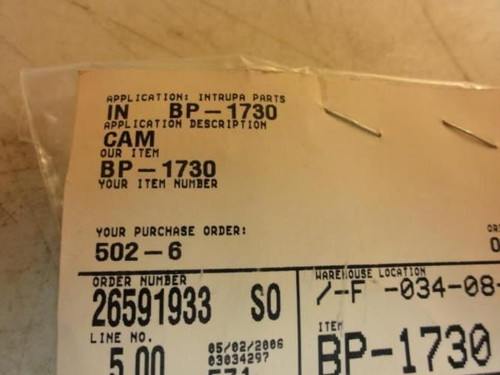 APPLICATION: INTRUPA PARTS
IN BP-1730
APPLICATION DESCRIPTION
CAM
OUR ITEM
BP-1730
YOUR ITEM NUMBER
YOUR PURCHASE ORDER:
502-6
ORDER NUMBER
26591933 SO
WAREHOUSE LOCATION
/-F -034-08-
LINE NO.
5.00
05/02/2006
03034297
ITEM
BP-1730